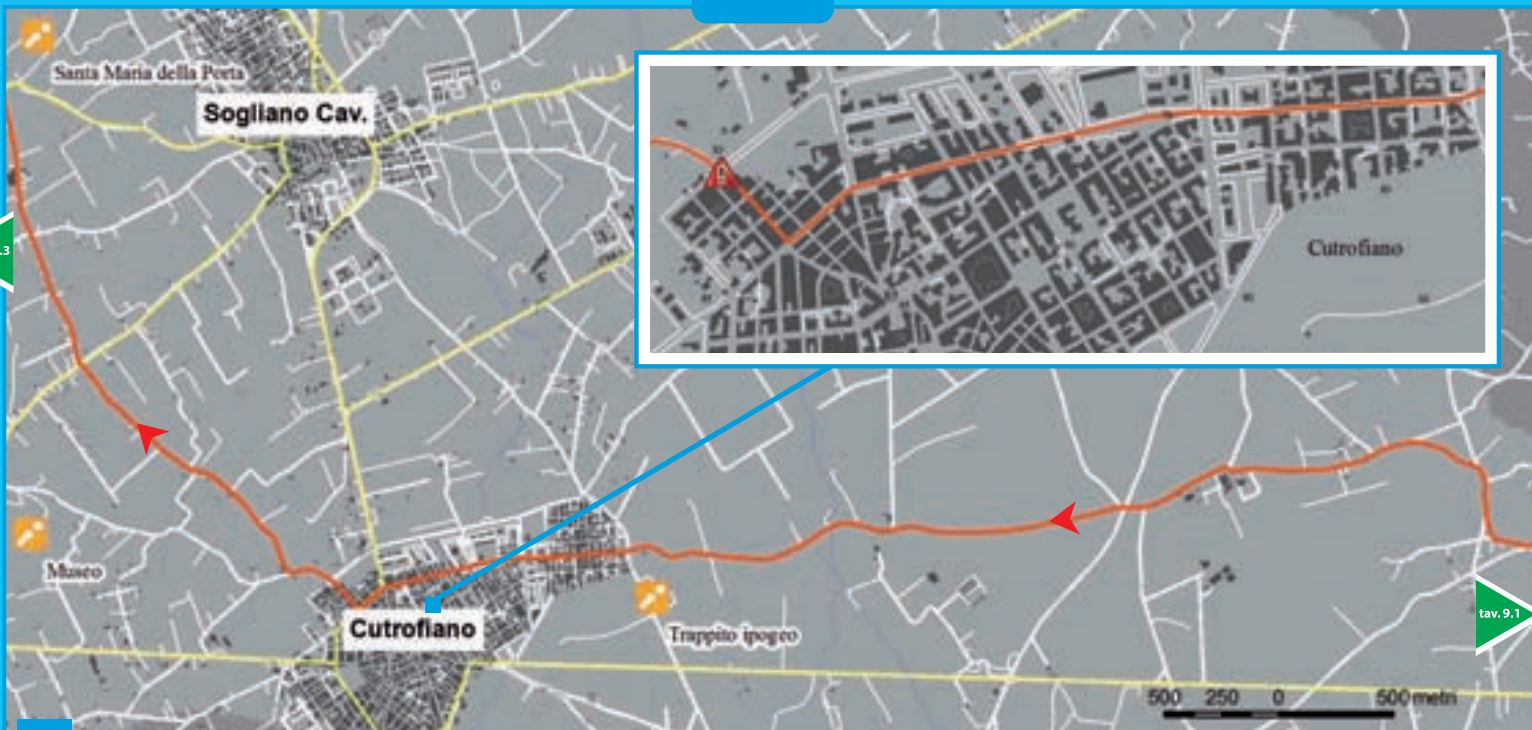 Santa Maria della Porta
Sogliano Cav.
.3
Cutrofiano
Museo
Cutrofiano
Trappito ipogeo
tav. 9.1
500 250 0 500 metri